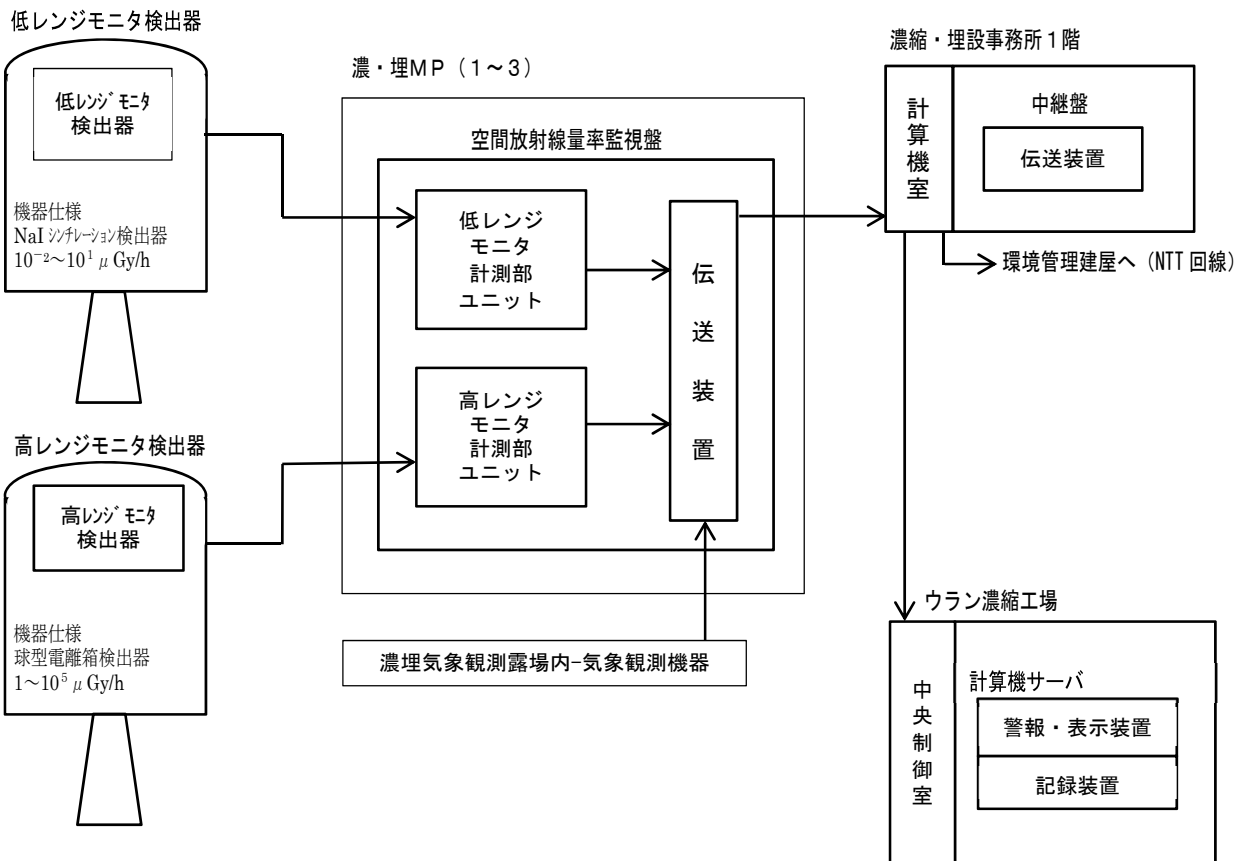 低レンジモニタ検出器
低ﾚﾝｼﾞﾓﾆﾀ
検出器
機器仕様
NaI ｼﾝﾁﾚｰｼｮﾝ検出器
10⁻²～10¹ μ Gy/h
高レンジモニタ検出器
高ﾚﾝｼﾞﾓﾆﾀ
検出器
機器仕様
球型電離箱検出器
1～10⁵ μ Gy/h
濃・埋MP（1～3）
空間放射線量率監視盤
低レンジ
モニタ
計測部
ユニット
高レンジ
モニタ
計測部
ユニット
伝送装置
濃埋気象観測露場内-気象観測機器
濃縮・埋設事務所１階
計算機室
中継盤
伝送装置
環境管理建屋へ（NTT 回線）
ウラン濃縮工場
中央制御室
計算機サーバ
警報・表示装置
記録装置